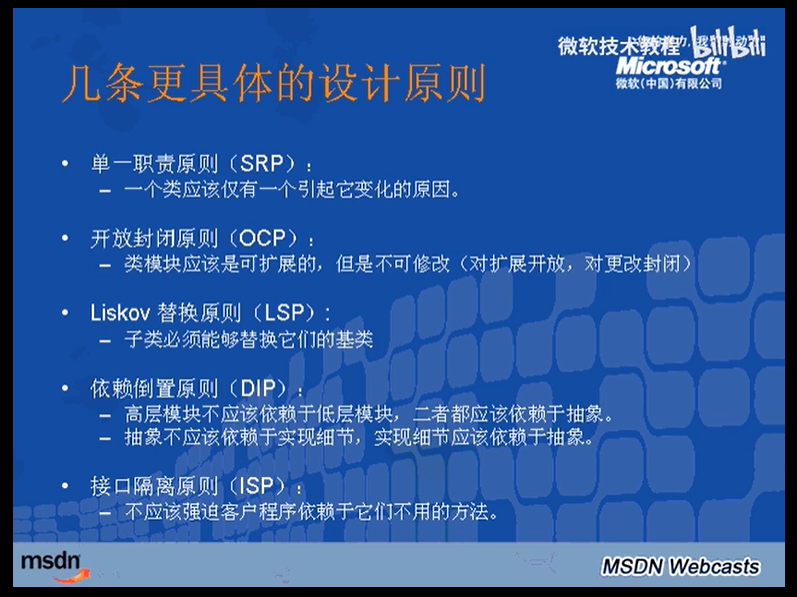 微软技术教程
bilibili
Microsoft
微软(中国)有限公司
几条更具体的设计原则
• 单一职责原则（SRP）：
– 一个类应该仅有一个引起它变化的原因。
• 开放封闭原则（OCP）：
– 类模块应该是可扩展的，但是不可修改（对扩展开放，对更改封闭）
• Liskov 替换原则（LSP）:
– 子类必须能够替换它们的基类
• 依赖倒置原则（DIP）：
– 高层模块不应该依赖于低层模块，二者都应该依赖于抽象。
– 抽象不应该依赖于实现细节，实现细节应该依赖于抽象。
• 接口隔离原则（ISP）：
– 不应该强迫客户程序依赖于它们不用的方法。
msdn
MSDN Webcasts